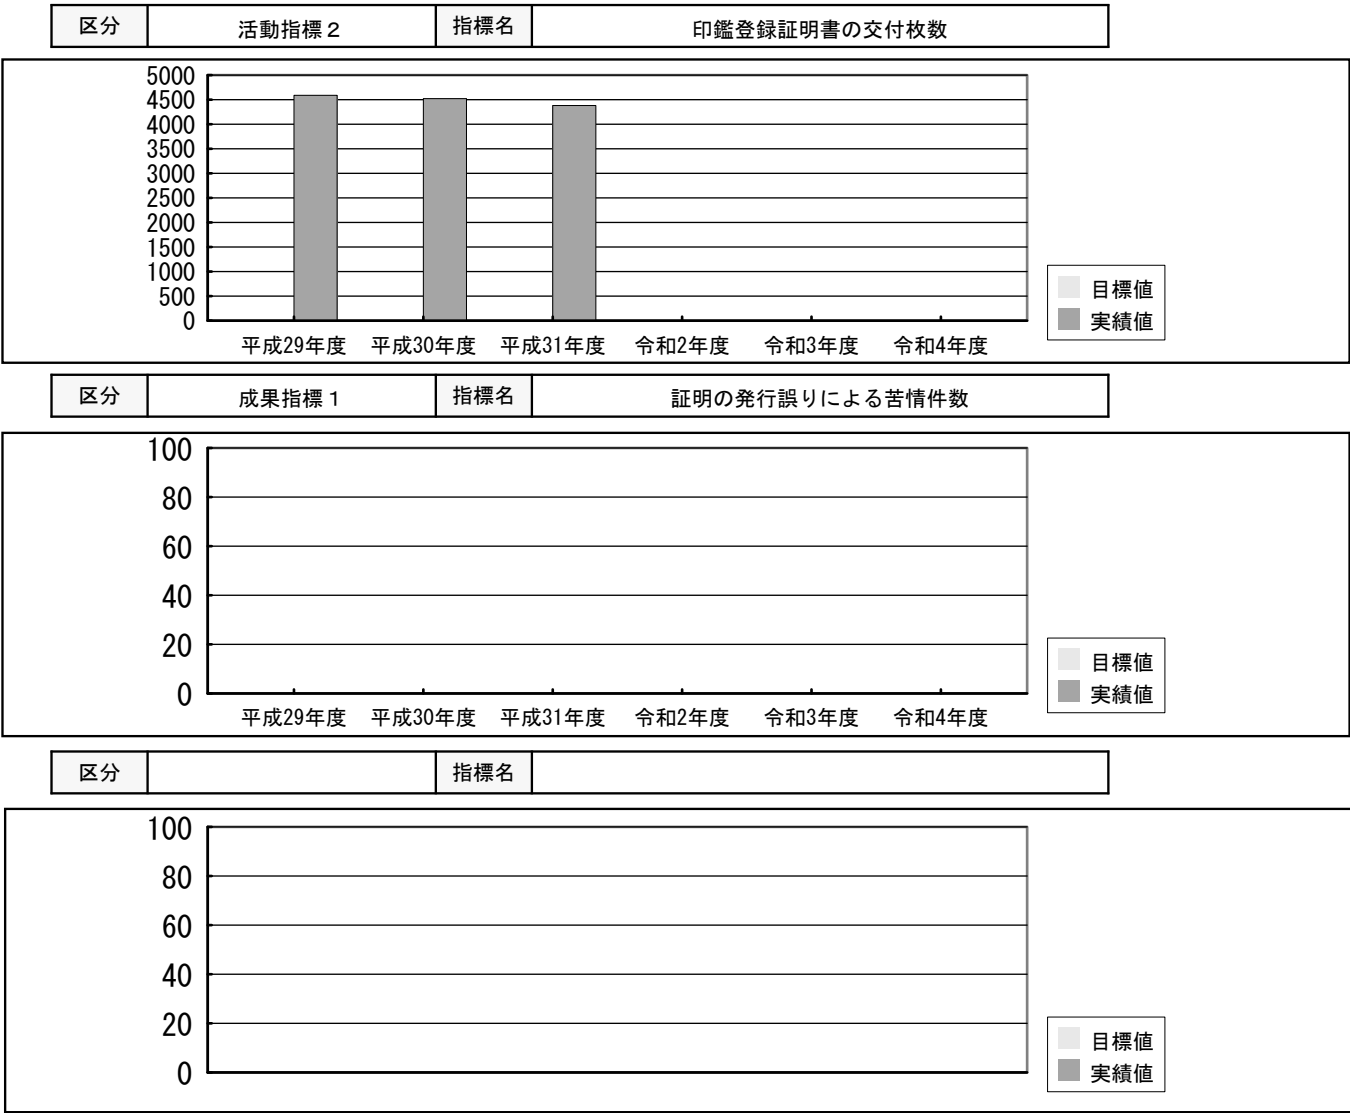 区分 活動指標２ 指標名 印鑑登録証明書の交付枚数
5000
4500
4000
3500
3000
2500
2000
1500
1000
500
0
平成29年度 平成30年度 平成31年度 令和2年度 令和3年度 令和4年度
目標値
実績値
区分 成果指標１ 指標名 証明の発行誤りによる苦情件数
100
80
60
40
20
0
平成29年度 平成30年度 平成31年度 令和2年度 令和3年度 令和4年度
目標値
実績値
区分 指標名
100
80
60
40
20
0
目標値
実績値